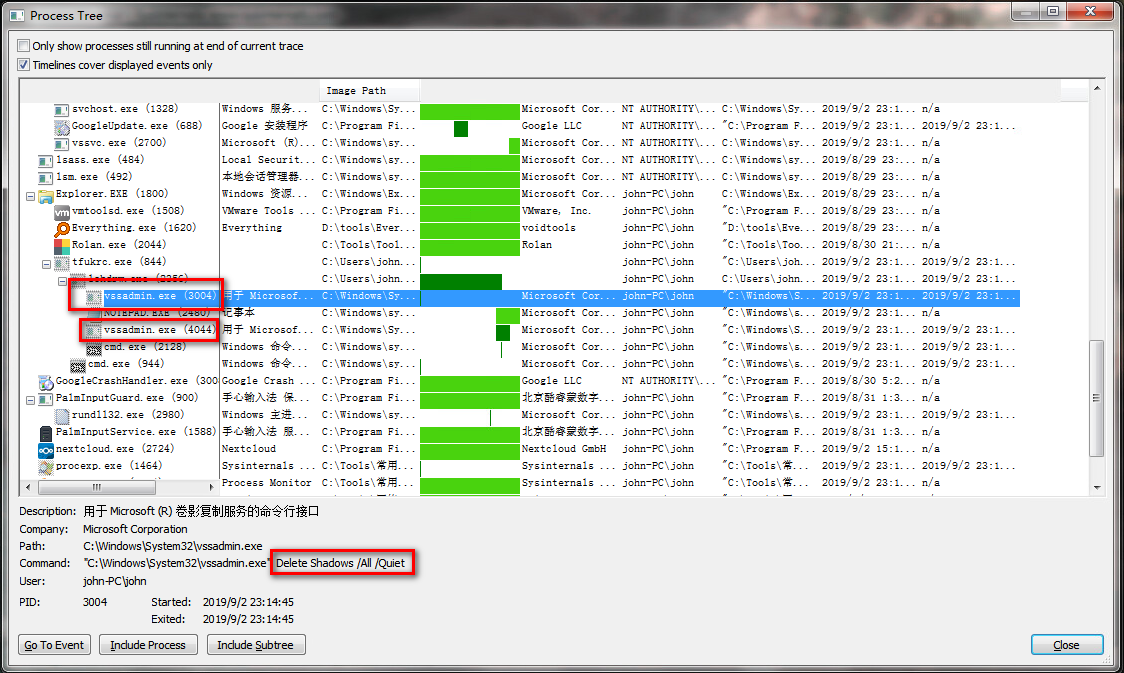 Process Tree
Only show processes still running at end of current trace
Timelines cover displayed events only
Image Path
svchost.exe (1328) Windows 服务... C:\Windows\Sy... Microsoft Cor... NT AUTHORITY\... C:\Windows\Sy... 2019/9/2 23:1... n/a
GoogleUpdate.exe (688) Google 安装程序 C:\Program Fi... Google LLC NT AUTHORITY\... "C:\Program F... 2019/9/2 23:1... 2019/9/2 23:1...
vssvc.exe (2700) Microsoft (R)... C:\Windows\sy... Microsoft Cor... NT AUTHORITY\... C:\Windows\sy... 2019/9/2 23:1... n/a
lsass.exe (484) Local Securit... C:\Windows\sy... Microsoft Cor... NT AUTHORITY\... C:\Windows\sy... 2019/8/29 23:... n/a
lsm.exe (492) 本地会话管理器... C:\Windows\sy... Microsoft Cor... NT AUTHORITY\... C:\Windows\sy... 2019/8/29 23:... n/a
Explorer.EXE (1800) Windows 资源... C:\Windows\Ex... Microsoft Cor... john-PC\john C:\Windows\Ex... 2019/8/29 23:... n/a
vmtoolsd.exe (1508) VMware Tools ... C:\Program Fi... VMware, Inc. john-PC\john "C:\Program F... 2019/8/29 23:... n/a
Everything.exe (1620) Everything D:\tools\Ever... voidtools john-PC\john "D:\tools\Eve... 2019/8/29 23:... n/a
Rolan.exe (2044) C:\Tools\Tool... Rolan john-PC\john "C:\Tools\Too... 2019/8/30 21:... n/a
tfukrc.exe (844) C:\Users\john... john-PC\john "C:\Users\joh... 2019/9/2 23:1... 2019/9/2 23:1...
C:\Users\john... john-PC\john C:\Users\john... 2019/9/2 23:1... 2019/9/2 23:1...
vssadmin.exe (3004) 用于 Microsof... C:\Windows\Sy... Microsoft Cor... john-PC\john "C:\Windows\S... 2019/9/2 23:1... 2019/9/2 23:1...
NOTEPAD.EXE (2480) 记事本 C:\Windows\sy... Microsoft Cor... john-PC\john "C:\Windows\s... 2019/9/2 23:1... n/a
vssadmin.exe (4044) 用于 Microsof... C:\Windows\Sy... Microsoft Cor... john-PC\john "C:\Windows\S... 2019/9/2 23:1... 2019/9/2 23:1...
cmd.exe (2128) Windows 命令... C:\Windows\sy... Microsoft Cor... john-PC\john "C:\Windows\s... 2019/9/2 23:1... 2019/9/2 23:1...
cmd.exe (944) Windows 命令... C:\Windows\sy... Microsoft Cor... john-PC\john "C:\Windows\s... 2019/9/2 23:1... 2019/9/2 23:1...
GoogleCrashHandler.exe (300 Google Crash ... C:\Program Fi... Google LLC NT AUTHORITY\... "C:\Program F... 2019/8/30 5:2... n/a
PalmInputGuard.exe (900) 手心输入法 保... C:\Program Fi... 北京酷睿蒙数字... john-PC\john "C:\Program F... 2019/8/31 1:3... n/a
rundll32.exe (2980) Windows 主进... C:\Windows\sy... Microsoft Cor... john-PC\john "C:\Windows\s... 2019/9/2 23:1... 2019/9/2 23:1...
PalmInputService.exe (1588) 手心输入法 服... C:\Program Fi... 北京酷睿蒙数字... john-PC\john "C:\Program F... 2019/8/31 1:3... n/a
nextcloud.exe (2724) Nextcloud C:\Program Fi... Nextcloud GmbH john-PC\john "C:\Program F... 2019/9/2 15:1... n/a
procexp.exe (1464) Sysinternals ... C:\Tools\常用... Sysinternals ... john-PC\john "C:\Tools\常... 2019/9/2 23:1... 2019/9/2 23:1...
Process Monitor C:\Tools\常用... Sysinternals ... john-PC\john "C:\Tools\常... 2019/9/2 23:1... n/a
Description: 用于 Microsoft (R) 卷影复制服务的命令行接口
Company: Microsoft Corporation
Path: C:\Windows\System32\vssadmin.exe
Command: "C:\Windows\System32\vssadmin.exe" Delete Shadows /All /Quiet
User: john-PC\john
PID: 3004 Started: 2019/9/2 23:14:45
Exited: 2019/9/2 23:14:45
Go To Event Include Process Include Subtree Close